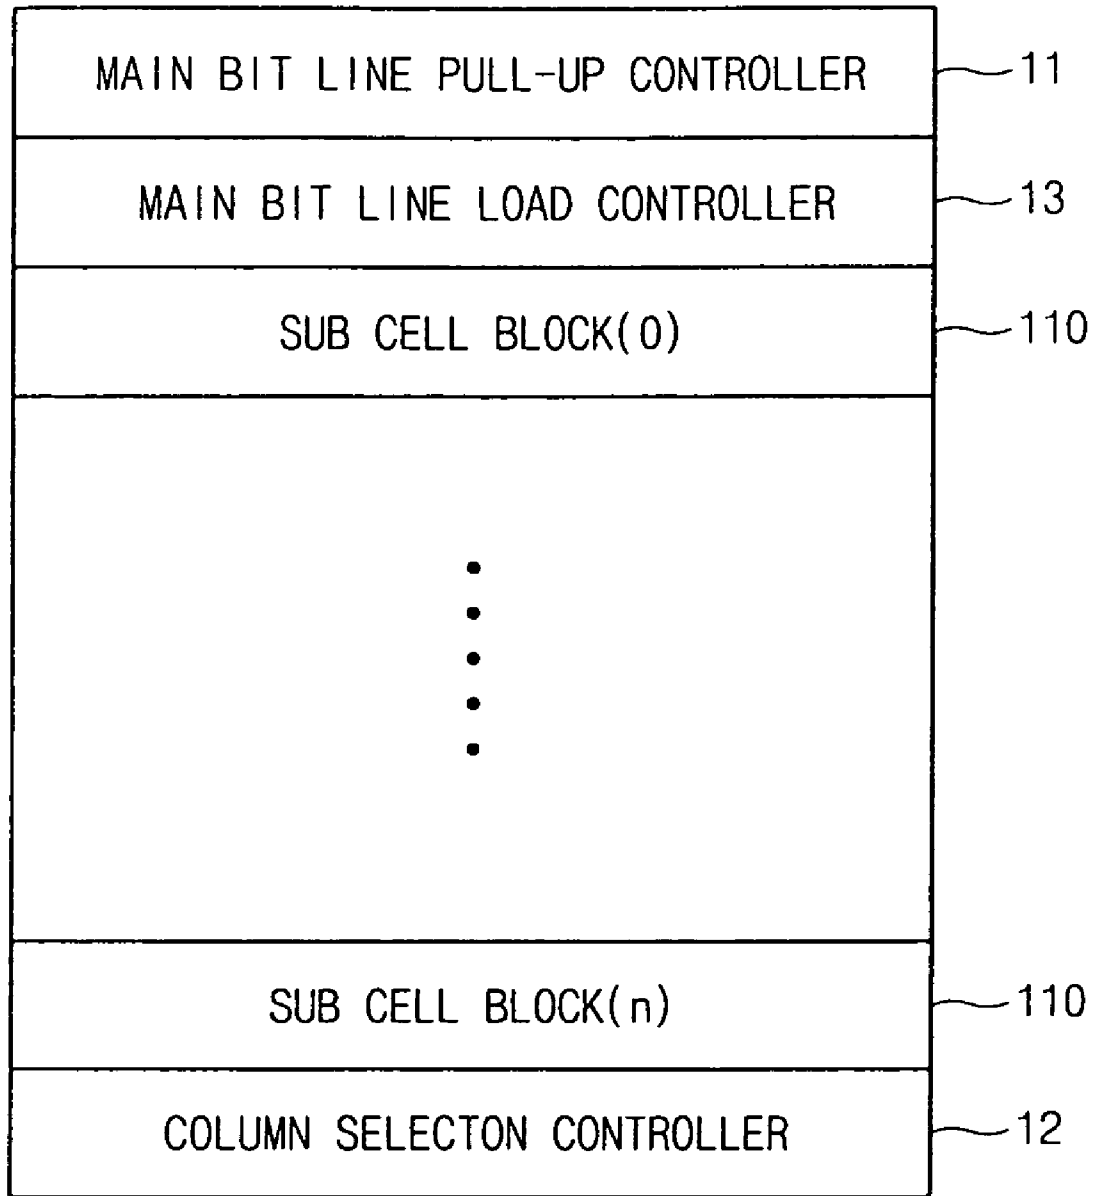 MAIN BIT LINE PULL-UP CONTROLLER 11
MAIN BIT LINE LOAD CONTROLLER 13
SUB CELL BLOCK(0) 110
SUB CELL BLOCK(n) 110
COLUMN SELECTON CONTROLLER 12